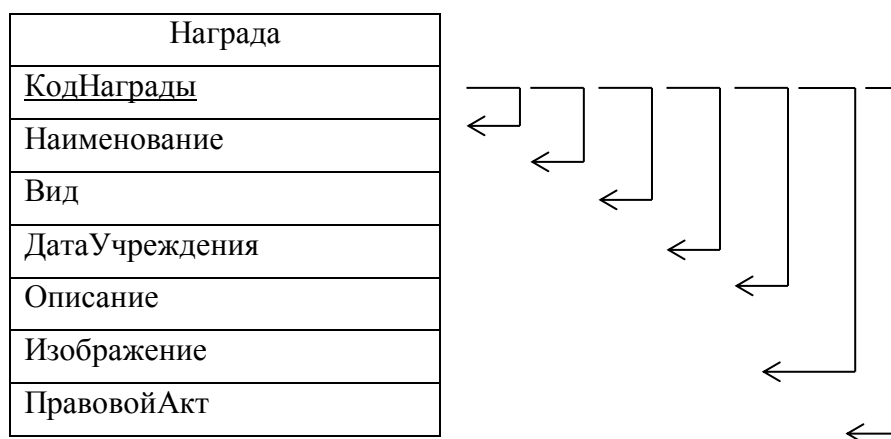 Награда
КодНаграды
Наименование
Вид
ДатаУчреждения
Описание
Изображение
ПравовойАкт